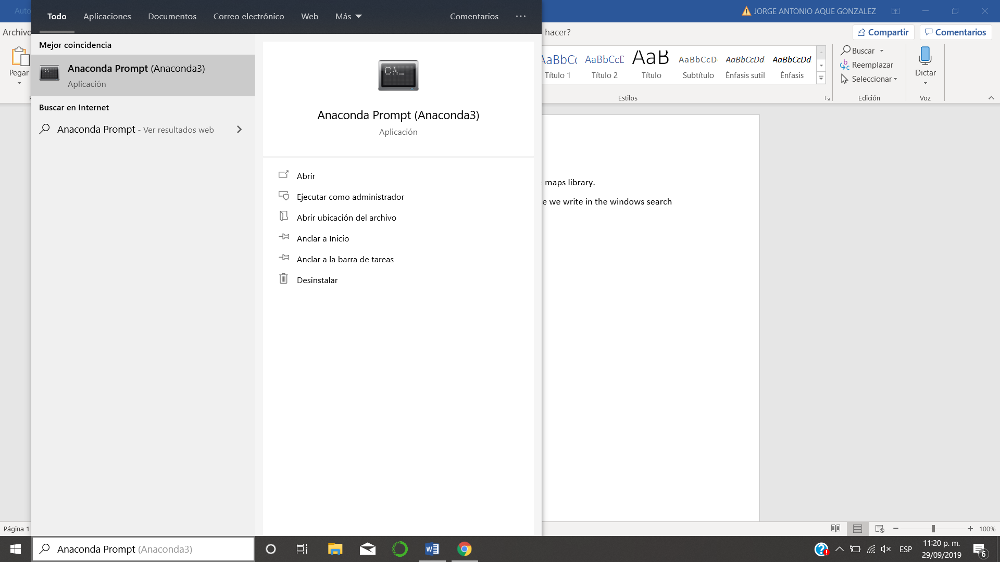 Auto
Todo
Aplicaciones
Documentos
Correo electrónico
Web
Más
Comentarios
JORGE ANTONIO AQUE GONZALEZ
Archivo
hacer?
Compartir
Comentarios
Mejor coincidencia
Anaconda Prompt (Anaconda3)
Aplicación
Buscar en Internet
Anaconda Prompt - Ver resultados web
C:\_
Anaconda Prompt (Anaconda3)
Aplicación
Abrir
Ejecutar como administrador
Abrir ubicación del archivo
Anclar a Inicio
Anclar a la barra de tareas
Desinstalar
Pegar
AaBbCc
Título 1
AaBbCcD
Título 2
AaB
Título
AaBbCcD
Subtítulo
AaBbCcDd
Énfasis sutil
AaBbCcDd
Énfasis
Estilos
Buscar
Reemplazar
Seleccionar
Edición
Dictar
Voz
maps library.
e we write in the windows search
Página 1
100%
Anaconda Prompt (Anaconda3)
ESP
11:20 p. m.
29/09/2019
6